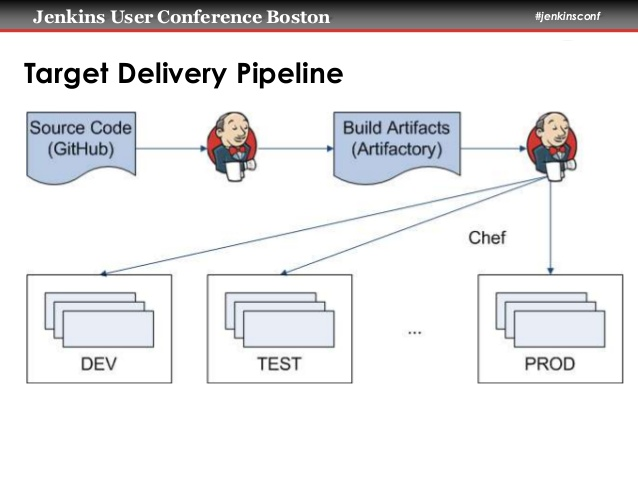 Jenkins User Conference Boston
#jenkinsconf
Target Delivery Pipeline
Source Code
(GitHub)
Build Artifacts
(Artifactory)
Chef
...
DEV
TEST
PROD